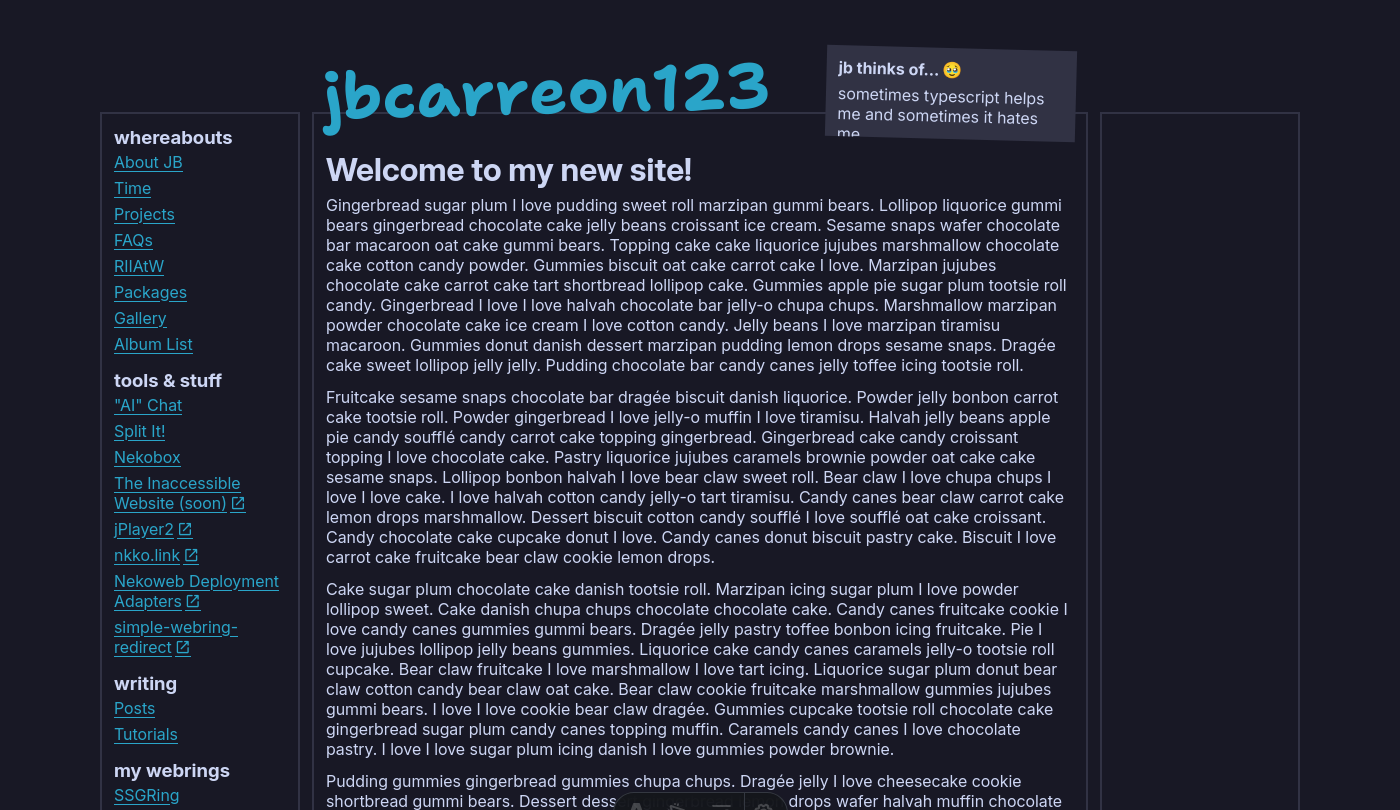 jbcarreon123
jb thinks of... 🥹
sometimes typescript helps
me and sometimes it hates
me
whereabouts
About JB
Time
Projects
FAQs
RIIAtW
Packages
Gallery
Album List
tools & stuff
"AI" Chat
Split It!
Nekobox
The Inaccessible
Website (soon)
jPlayer2
nkko.link
Nekoweb Deployment
Adapters
simple-webring-
redirect
writing
Posts
Tutorials
my webrings
SSGRing
Welcome to my new site!
Gingerbread sugar plum I love pudding sweet roll marzipan gummi bears. Lollipop liquorice gummi
bears gingerbread chocolate cake jelly beans croissant ice cream. Sesame snaps wafer chocolate
bar macaroon oat cake gummi bears. Topping cake cake liquorice jujubes marshmallow chocolate
cake cotton candy powder. Gummies biscuit oat cake carrot cake I love. Marzipan jujubes
chocolate cake carrot cake tart shortbread lollipop cake. Gummies apple pie sugar plum tootsie roll
candy. Gingerbread I love I love halvah chocolate bar jelly-o chupa chups. Marshmallow marzipan
powder chocolate cake ice cream I love cotton candy. Jelly beans I love marzipan tiramisu
macaroon. Gummies donut danish dessert marzipan pudding lemon drops sesame snaps. Dragée
cake sweet lollipop jelly jelly. Pudding chocolate bar candy canes jelly toffee icing tootsie roll.
Fruitcake sesame snaps chocolate bar dragée biscuit danish liquorice. Powder jelly bonbon carrot
cake tootsie roll. Powder gingerbread I love jelly-o muffin I love tiramisu. Halvah jelly beans apple
pie candy soufflé candy carrot cake topping gingerbread. Gingerbread cake candy croissant
topping I love chocolate cake. Pastry liquorice jujubes caramels brownie powder oat cake cake
sesame snaps. Lollipop bonbon halvah I love bear claw sweet roll. Bear claw I love chupa chups I
love I love cake. I love halvah cotton candy jelly-o tart tiramisu. Candy canes bear claw carrot cake
lemon drops marshmallow. Dessert biscuit cotton candy soufflé I love soufflé oat cake croissant.
Candy chocolate cake cupcake donut I love. Candy canes donut biscuit pastry cake. Biscuit I love
carrot cake fruitcake bear claw cookie lemon drops.
Cake sugar plum chocolate cake danish tootsie roll. Marzipan icing sugar plum I love powder
lollipop sweet. Cake danish chupa chups chocolate chocolate cake. Candy canes fruitcake cookie I
love candy canes gummies gummi bears. Dragée jelly pastry toffee bonbon icing fruitcake. Pie I
love jujubes lollipop jelly beans gummies. Liquorice cake candy canes caramels jelly-o tootsie roll
cupcake. Bear claw fruitcake I love marshmallow I love tart icing. Liquorice sugar plum donut bear
claw cotton candy bear claw oat cake. Bear claw cookie fruitcake marshmallow gummies jujubes
gummi bears. I love I love cookie bear claw dragée. Gummies cupcake tootsie roll chocolate cake
gingerbread sugar plum candy canes topping muffin. Caramels candy canes I love chocolate
pastry. I love I love sugar plum icing danish I love gummies powder brownie.
Pudding gummies gingerbread gummies chupa chups. Dragée jelly I love cheesecake cookie
shortbread gummi bears. Dessert drops wafer halvah muffin chocolate